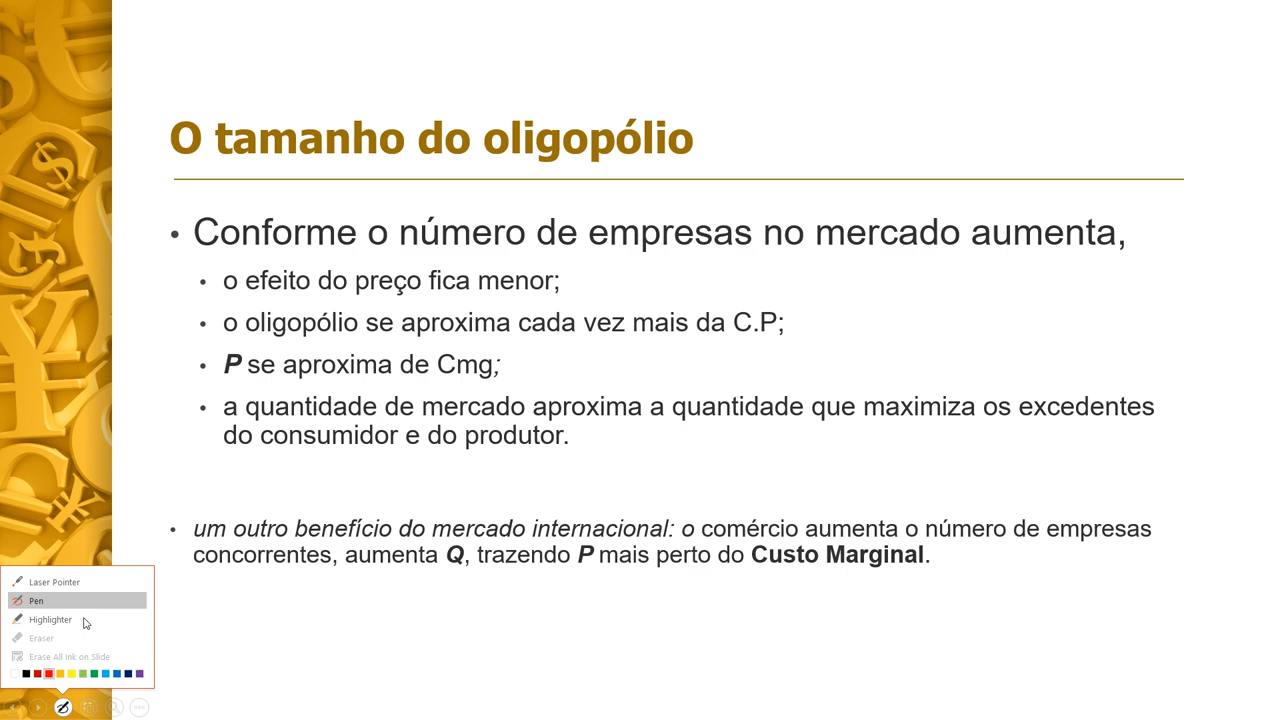 O tamanho do oligopólio
• Conforme o número de empresas no mercado aumenta,
• o efeito do preço fica menor;
• o oligopólio se aproxima cada vez mais da C.P;
• P se aproxima de Cmg;
• a quantidade de mercado aproxima a quantidade que maximiza os excedentes
do consumidor e do produtor.
• um outro benefício do mercado internacional: o comércio aumenta o número de empresas
concorrentes, aumenta Q, trazendo P mais perto do Custo Marginal.
Laser Pointer
Pen
Highlighter
Eraser
Erase All Ink on Slide